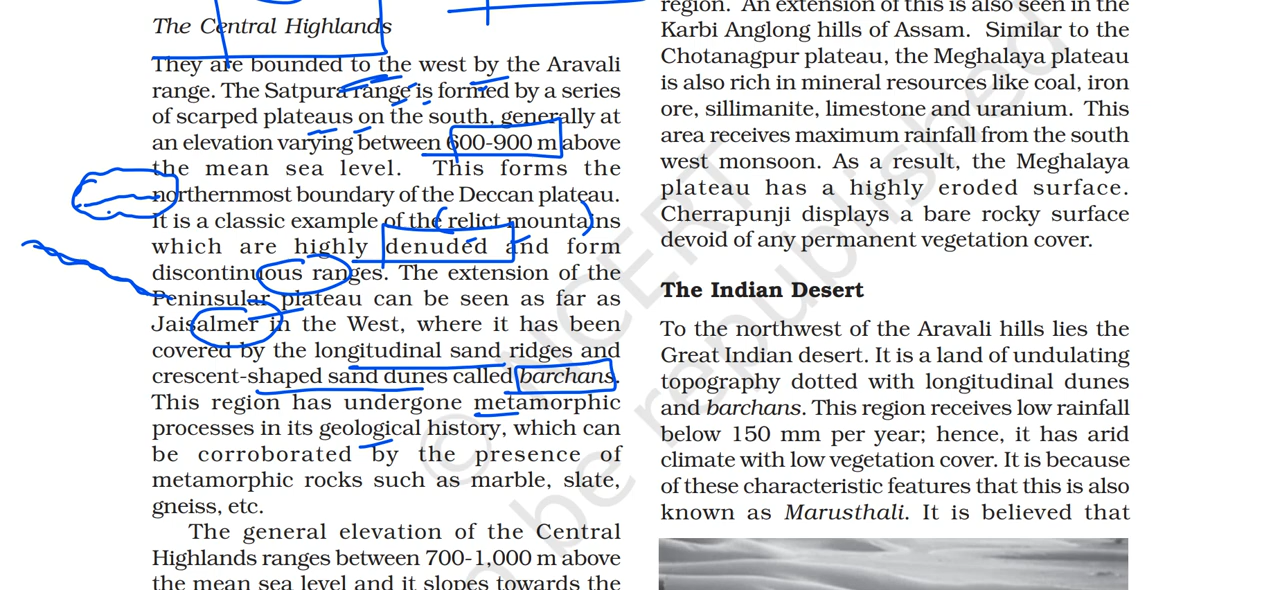 The Central Highlands
They are bounded to the west by the Aravali
range. The Satpura range is formed by a series
of scarped plateaus on the south, generally at
an elevation varying between 600-900 m above
the mean sea level. This forms the
northernmost boundary of the Deccan plateau.
It is a classic example of the relict mountains
which are highly denuded and form
discontinuous ranges. The extension of the
Peninsular plateau can be seen as far as
Jaisalmer in the West, where it has been
covered by the longitudinal sand ridges and
crescent-shaped sand dunes called barchans.
This region has undergone metamorphic
processes in its geological history, which can
be corroborated by the presence of
metamorphic rocks such as marble, slate,
gneiss, etc.
The general elevation of the Central
Highlands ranges between 700-1,000 m above
the mean sea level and it slopes towards the
region. An extension of this is also seen in the
Karbi Anglong hills of Assam. Similar to the
Chotanagpur plateau, the Meghalaya plateau
is also rich in mineral resources like coal, iron
ore, sillimanite, limestone and uranium. This
area receives maximum rainfall from the south
west monsoon. As a result, the Meghalaya
plateau has a highly eroded surface.
Cherrapunji displays a bare rocky surface
devoid of any permanent vegetation cover.
The Indian Desert
To the northwest of the Aravali hills lies the
Great Indian desert. It is a land of undulating
topography dotted with longitudinal dunes
and barchans. This region receives low rainfall
below 150 mm per year; hence, it has arid
climate with low vegetation cover. It is because
of these characteristic features that this is also
known as Marusthali. It is believed that
© NCERT
be republished